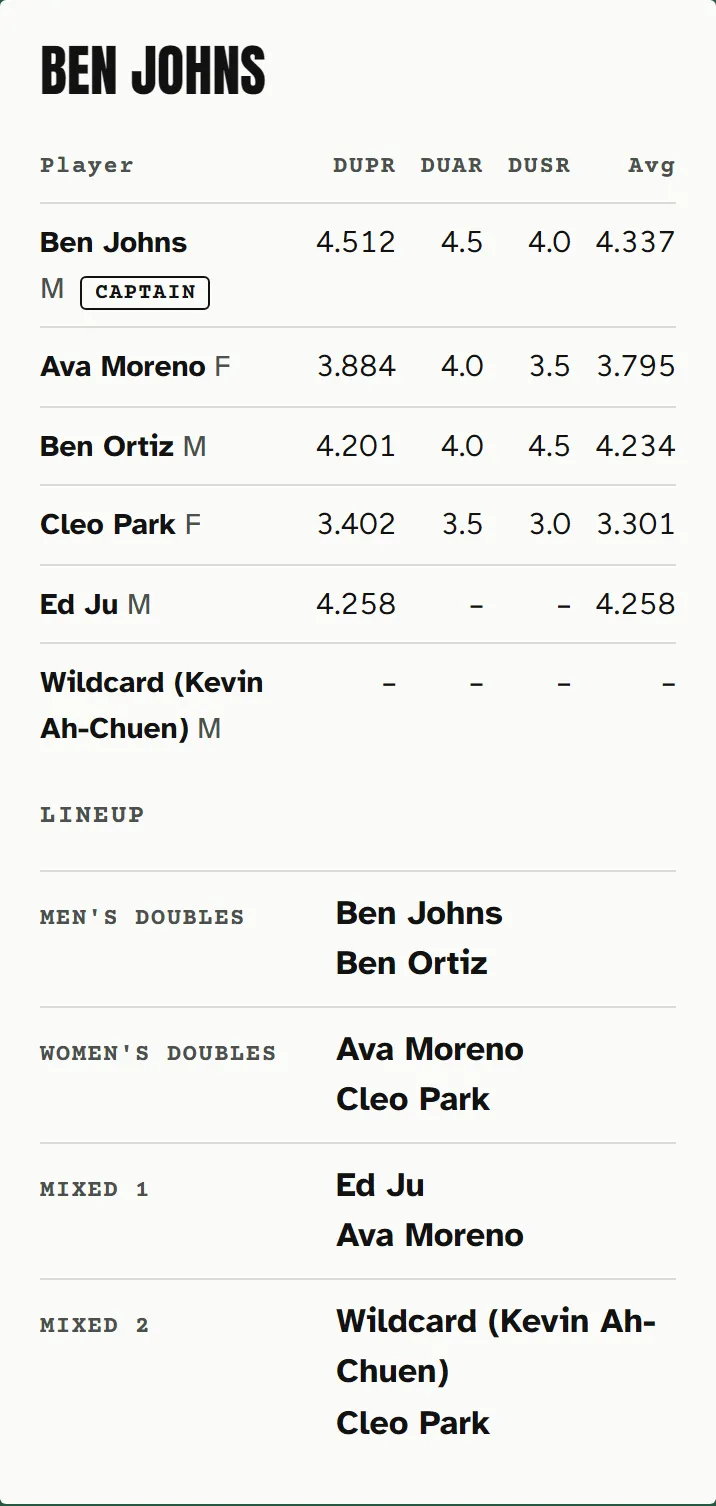 BEN JOHNS
Player DUPR DUAR DUSR Avg
Ben Johns 4.512 4.5 4.0 4.337
M CAPTAIN
Ava Moreno F 3.884 4.0 3.5 3.795
Ben Ortiz M 4.201 4.0 4.5 4.234
Cleo Park F 3.402 3.5 3.0 3.301
Ed Ju M 4.258 – – 4.258
Wildcard (Kevin – – – –
Ah-Chuen) M
LINEUP
MEN'S DOUBLES Ben Johns
Ben Ortiz
WOMEN'S DOUBLES Ava Moreno
Cleo Park
MIXED 1 Ed Ju
Ava Moreno
MIXED 2 Wildcard (Kevin Ah-
Chuen)
Cleo Park